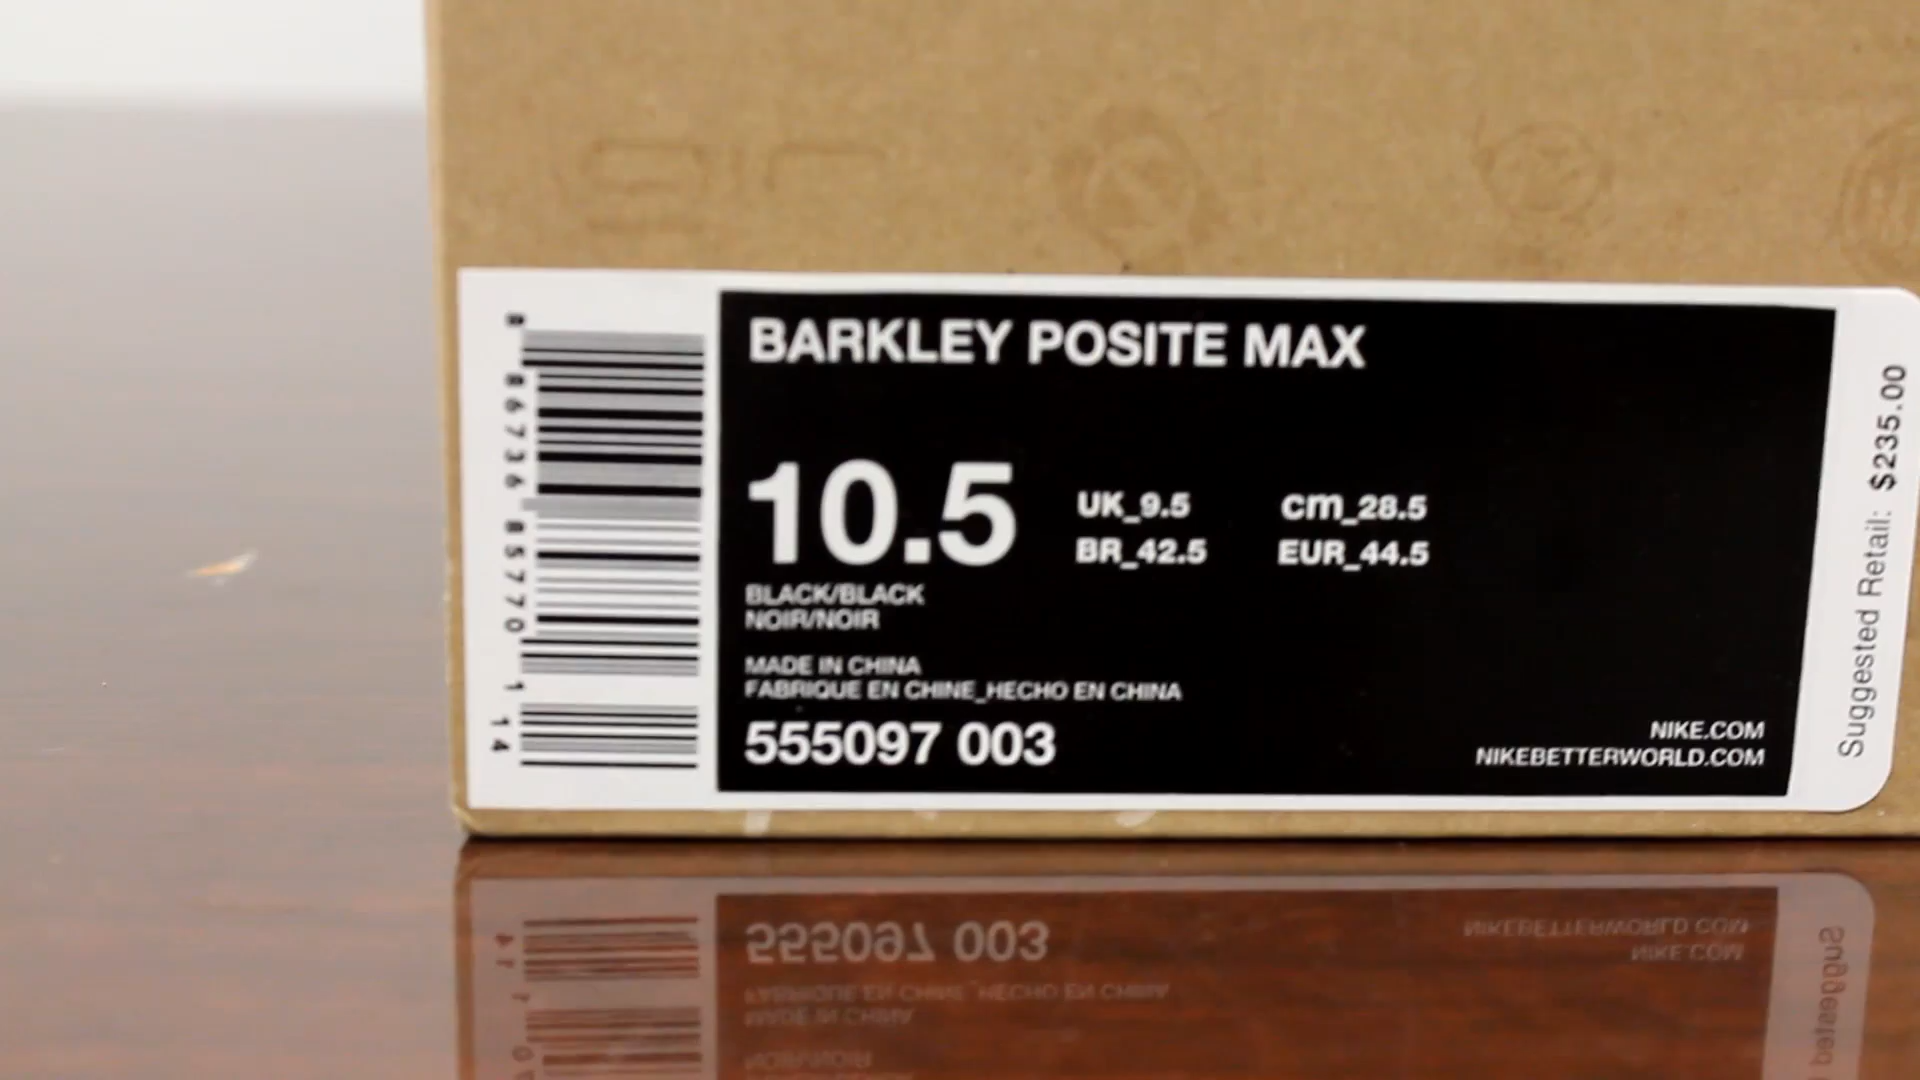 BARKLEY POSITE MAX
10.5
UK_9.5 cm_28.5
BR_42.5 EUR_44.5
BLACK/BLACK
NOIR/NOIR
MADE IN CHINA
FABRIQUE EN CHINE_HECHO EN CHINA
555097 003
NIKE.COM
NIKEBETTERWORLD.COM
Suggested Retail: $235.00
8 86736 85770 1
14